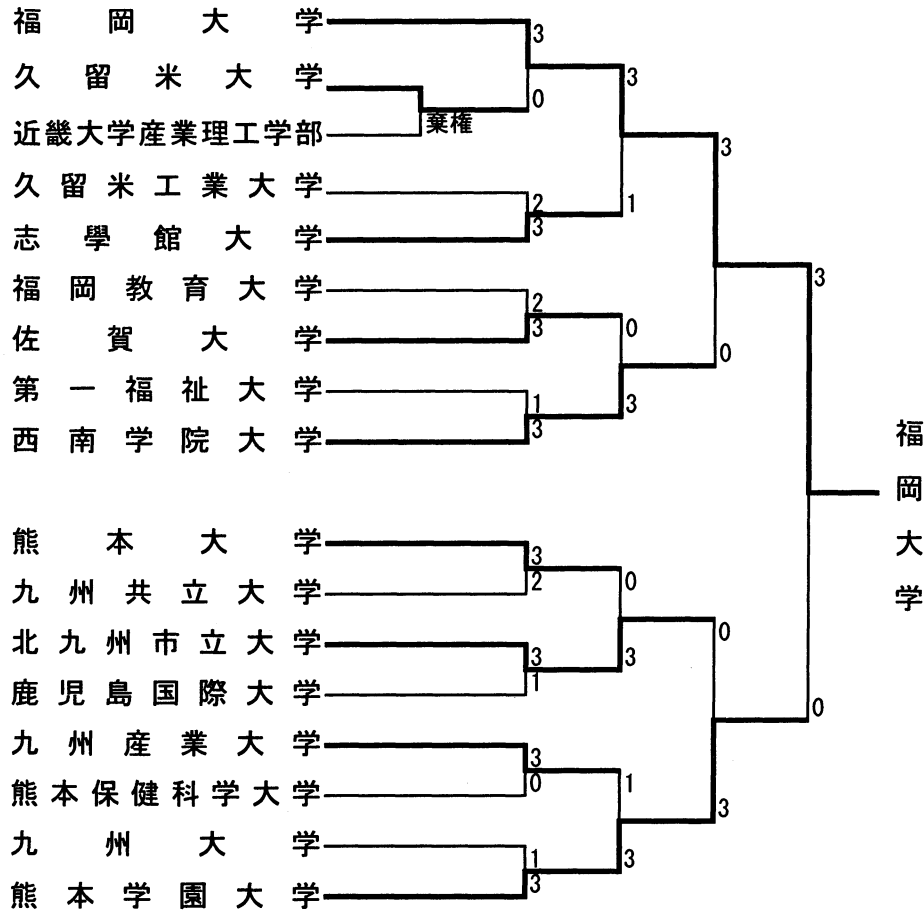 福岡大学
久留米大学
近畿大学産業理工学部
久留米工業大学
志學館大学
福岡教育大学
佐賀大学
第一福祉大学
西南学院大学
熊本大学
九州共立大学
北九州市立大学
鹿児島国際大学
九州産業大学
熊本保健科学大学
九州大学
熊本学園大学
棄権
3
0
2
3
2
3
1
3
3
2
3
1
3
0
1
3
3
1
0
3
0
3
1
3
3
0
0
3
3
0
福岡大学